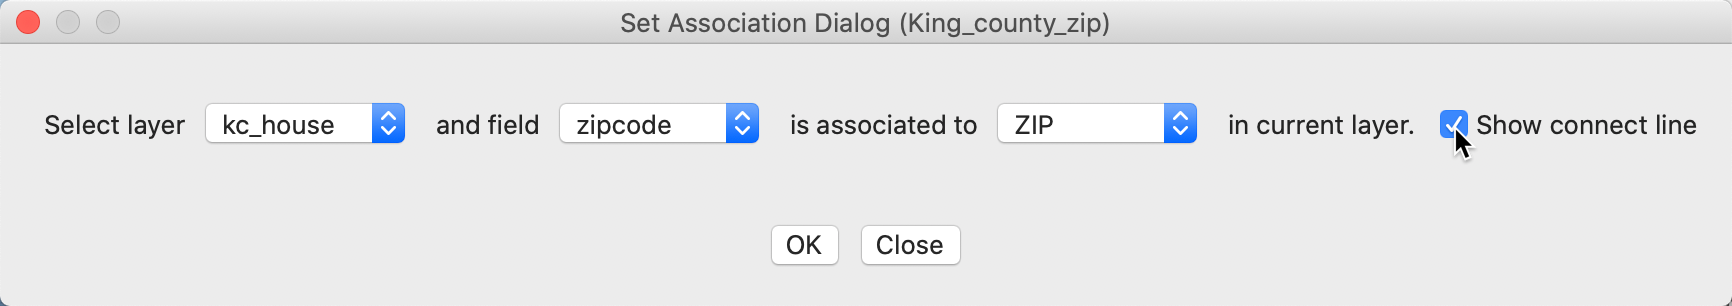 Set Association Dialog (King_county_zip)
Select layer kc_house and field zipcode is associated to ZIP in current layer. Show connect line
OK Close